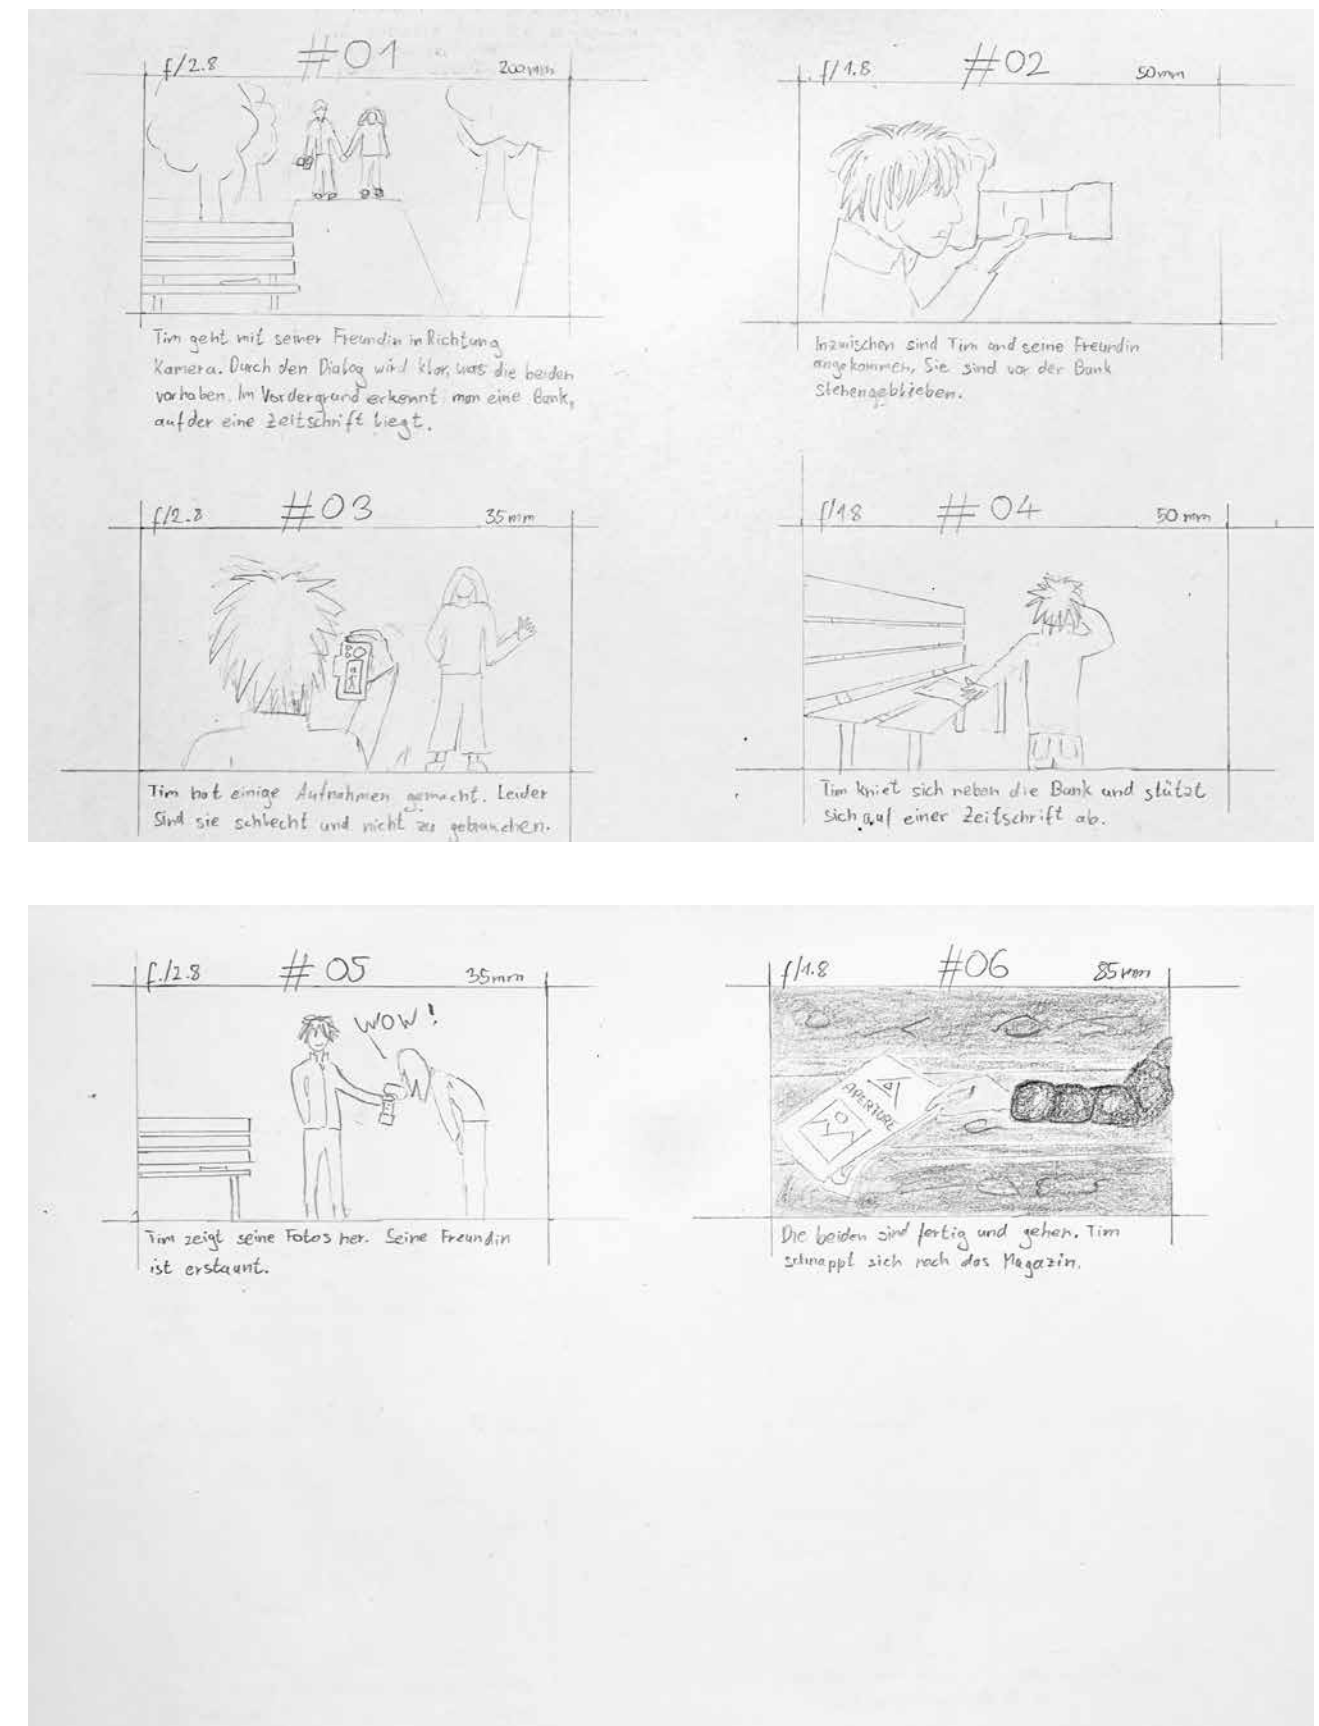 f/2.8 #01 200mm
Tim geht mit seiner Freundin in Richtung
Kamera. Durch den Dialog wird klar, was die beiden
vorhaben. Im Vordergrund erkennt man eine Bank,
auf der eine Zeitschrift liegt.
f/1.8 #02 50mm
Inzwischen sind Tim und seine Freundin
angekommen, Sie sind vor der Bank
stehengeblieben.
f/2.8 #03 35mm
Tim hat einige Aufnahmen gemacht. Leider
Sind sie schlecht und nicht zu gebrauchen.
f/1.8 #04 50mm
Tim kniet sich neben die Bank und stützt
sich auf einer Zeitschrift ab.
f./2.8 #05 35mm
WOW!
Tim zeigt seine Fotos her. Seine Freundin
ist erstaunt.
f/1.8 #06 85mm
APERTURE
Die beiden sind fertig und gehen. Tim
schnappt sich noch das Magazin.